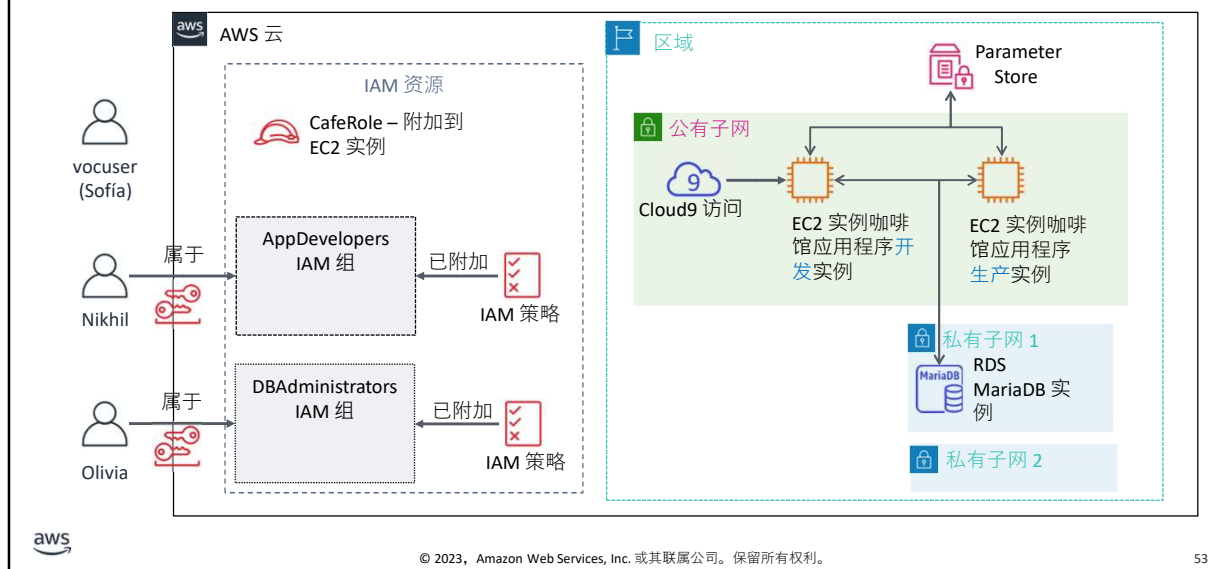 aws
AWS 云
IAM 资源
CafeRole – 附加到
EC2 实例
vocuser
(Sofía)
属于
Nikhil
AppDevelopers
IAM 组
已附加
IAM 策略
属于
Olivia
DBAdministrators
IAM 组
已附加
IAM 策略
区域
Parameter
Store
公有子网
9
Cloud9 访问
EC2 实例咖啡
馆应用程序开
发实例
EC2 实例咖啡
馆应用程序
生产实例
私有子网 1
MariaDB
RDS
MariaDB 实
例
私有子网 2
aws
© 2023，Amazon Web Services, Inc. 或其联属公司。保留所有权利。
53